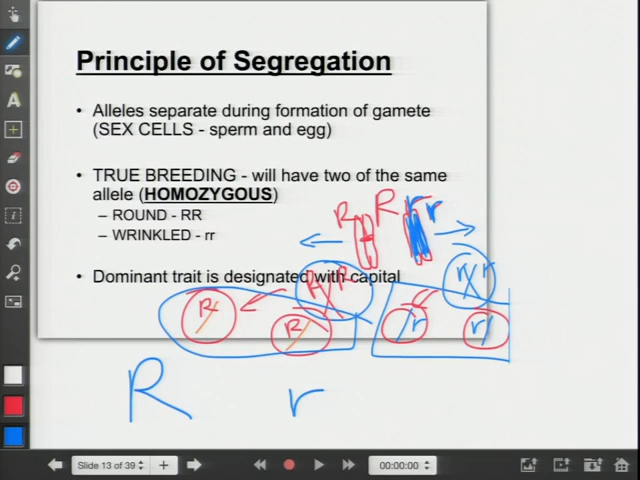 Principle of Segregation
• Alleles separate during formation of gamete
(SEX CELLS - sperm and egg)
• TRUE BREEDING - will have two of the same
allele (HOMOZYGOUS)
– ROUND - RR
– WRINKLED - rr
• Dominant trait is designated with capital
R R r r
R R r r
R R r r
R r
A
i
Slide 13 of 39
+
00:00:00